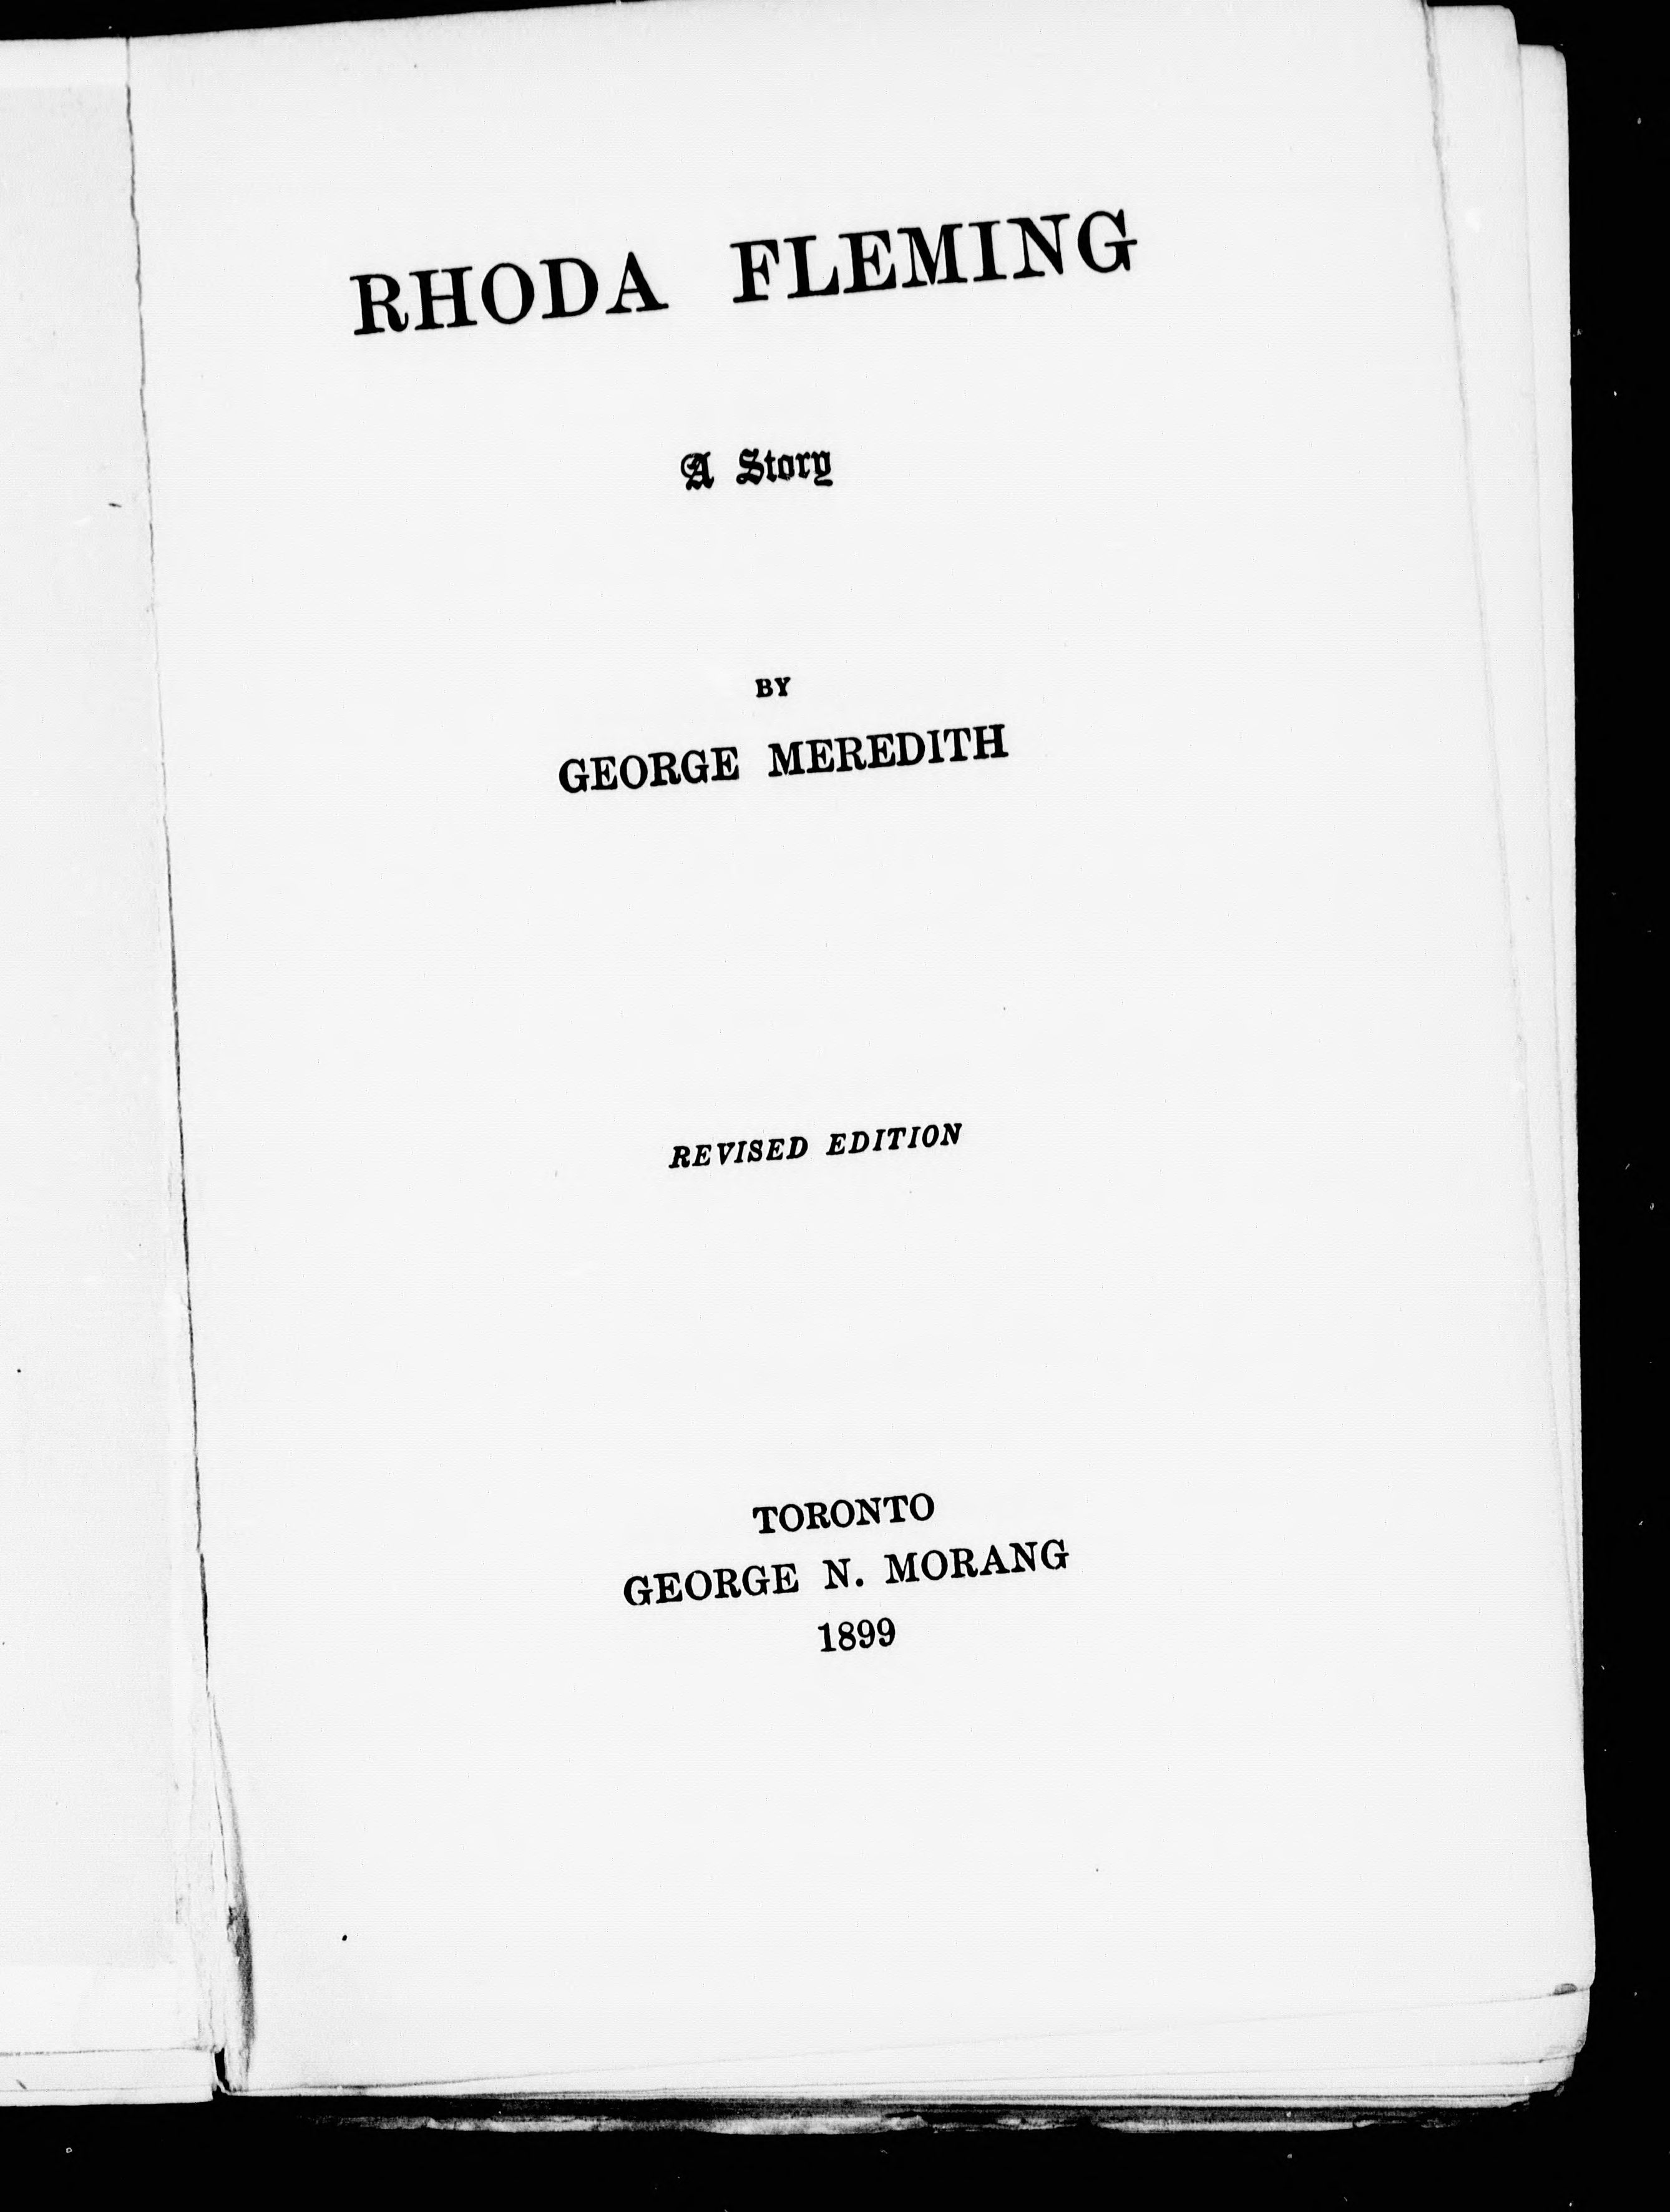 RHODA FLEMING
A Story
BY
GEORGE MEREDITH
REVISED EDITION
TORONTO
GEORGE N. MORANG
1899